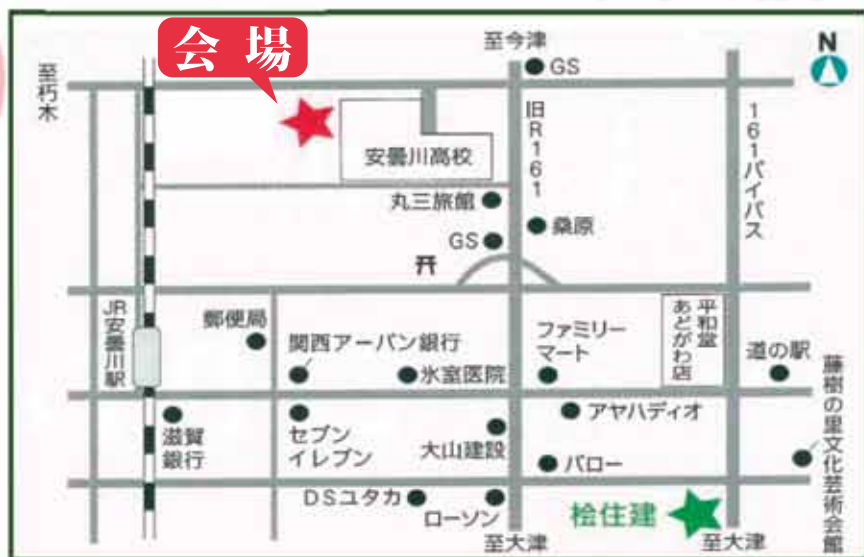 会場
至今津
N
GS
至朽木
旧R161
161バイパス
安曇川高校
丸三旅館
桑原
GS
JR安曇川駅
郵便局
関西アーバン銀行
氷室医院
ファミリー
マート
平和堂
あどがわ店
道の駅
藤樹の里文化芸術会館
滋賀
銀行
セブン
イレブン
大山建設
アヤハディオ
バロー
DSユタカ
ローソン
桧住建
至大津
至大津